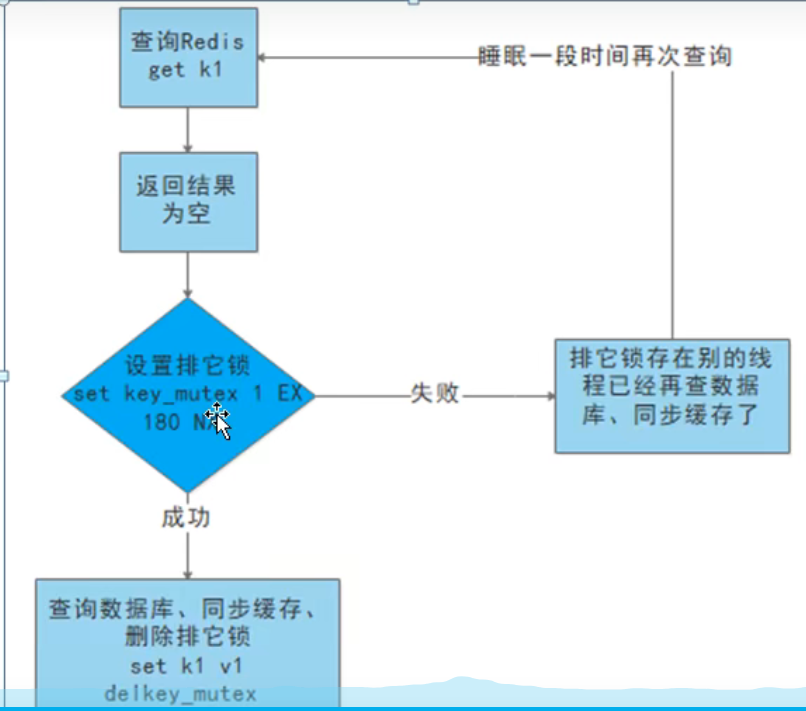 查询Redis
get k1
睡眠一段时间再次查询
返回结果
为空
设置排它锁
set key_mutex 1 EX
180
失败
排它锁存在别的线
程已经再查数据
库、同步缓存了
成功
查询数据库、同步缓存、
删除排它锁
set k1 v1
delkey_mutex